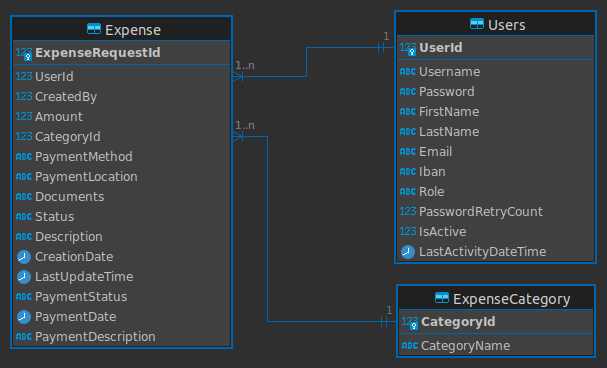 Expense
123 ExpenseRequestId
123 UserId
123 CreatedBy
123 Amount
123 CategoryId
ABC PaymentMethod
ABC PaymentLocation
ABC Documents
ABC Status
ABC Description
CreationDate
LastUpdateTime
ABC PaymentStatus
PaymentDate
ABC PaymentDescription
1..n
1..n
1
Users
123 UserId
ABC Username
ABC Password
ABC FirstName
ABC LastName
ABC Email
ABC Iban
ABC Role
123 PasswordRetryCount
123 IsActive
LastActivityDateTime
1
ExpenseCategory
123 CategoryId
ABC CategoryName